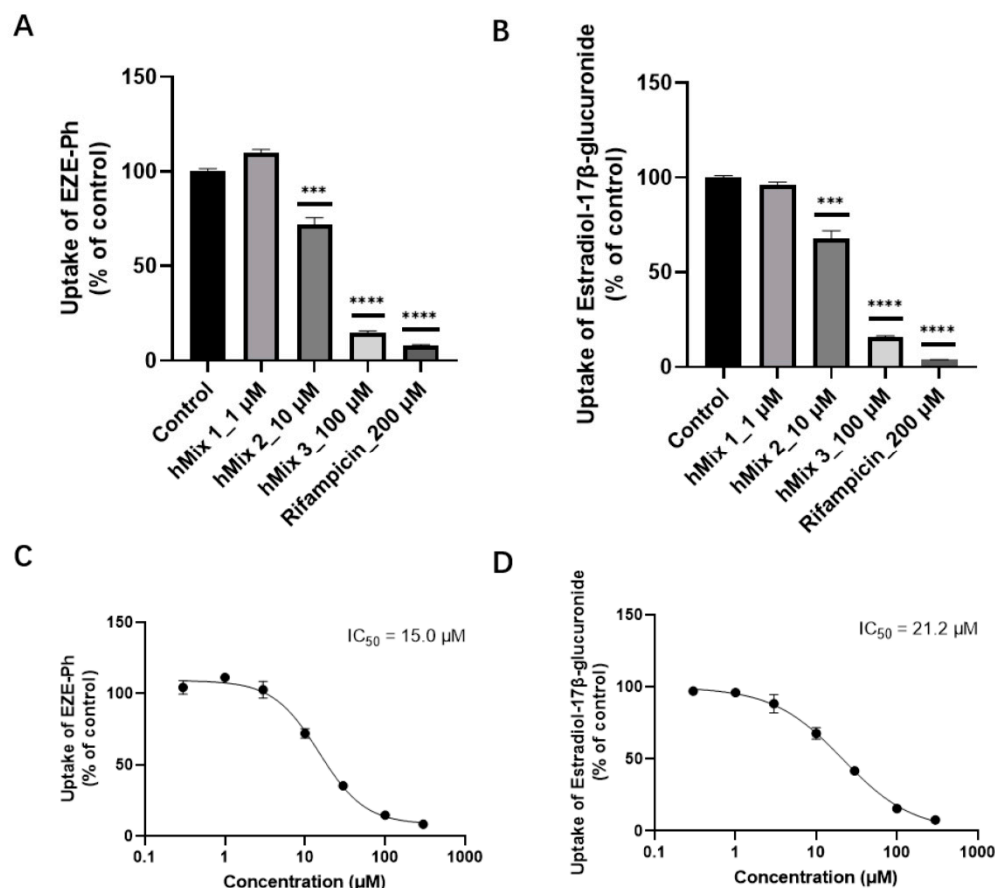 A
Uptake of EZE-Ph
(% of control)
150
100
50
0
***
****
****
Control
hMix 1_1 µM
hMix 2_10 µM
hMix 3_100 µM
Rifampicin_200 µM
B
Uptake of Estradiol-17β-glucuronide
(% of control)
150
100
50
0
***
****
****
Control
hMix 1_1 µM
hMix 2_10 µM
hMix 3_100 µM
Rifampicin_200 µM
C
Uptake of EZE-Ph
(% of control)
150
100
50
0
IC50 = 15.0 µM
0.1
1
10
100
1000
Concentration (µM)
D
Uptake of Estradiol-17β-glucuronide
(% of control)
150
100
50
0
IC50 = 21.2 µM
0.1
1
10
100
1000
Concentration (µM)